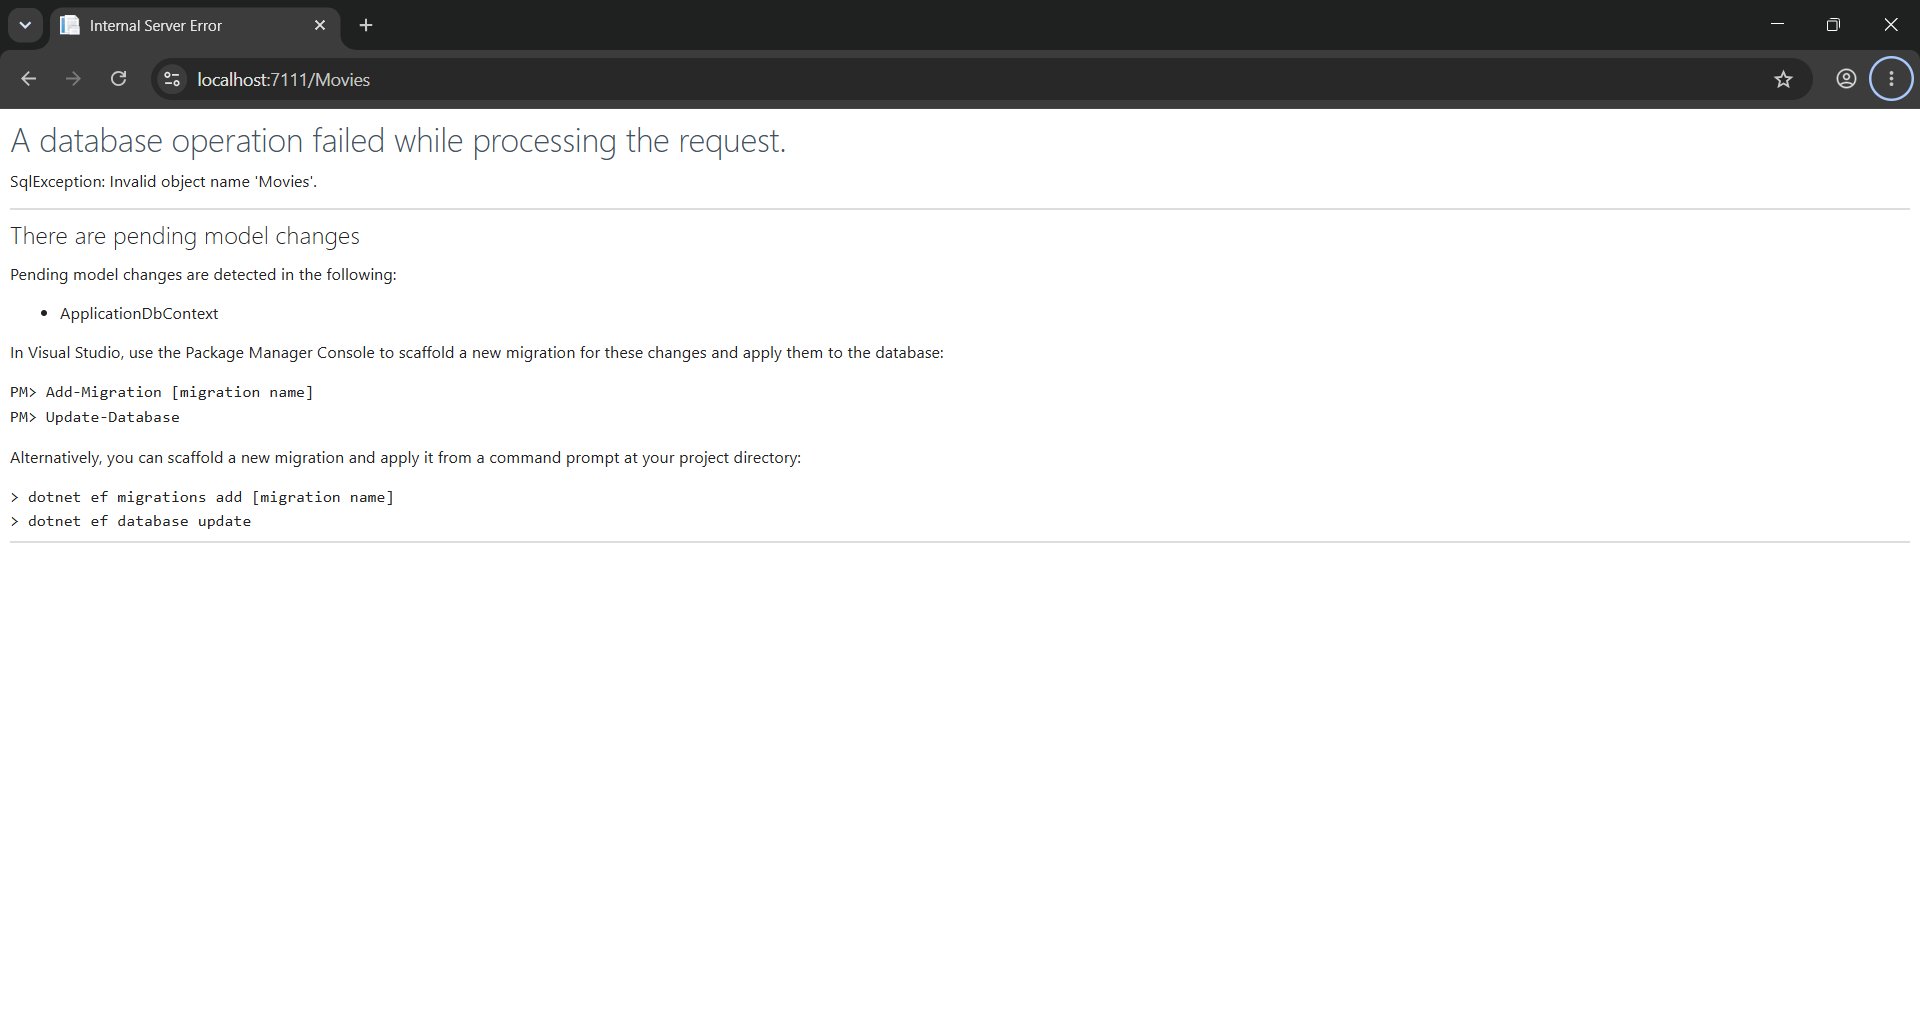 Internal Server Error
localhost:7111/Movies
A database operation failed while processing the request.
SqlException: Invalid object name 'Movies'.
There are pending model changes
Pending model changes are detected in the following:
• ApplicationDbContext
In Visual Studio, use the Package Manager Console to scaffold a new migration for these changes and apply them to the database:
PM> Add-Migration [migration name]
PM> Update-Database
Alternatively, you can scaffold a new migration and apply it from a command prompt at your project directory:
> dotnet ef migrations add [migration name]
> dotnet ef database update